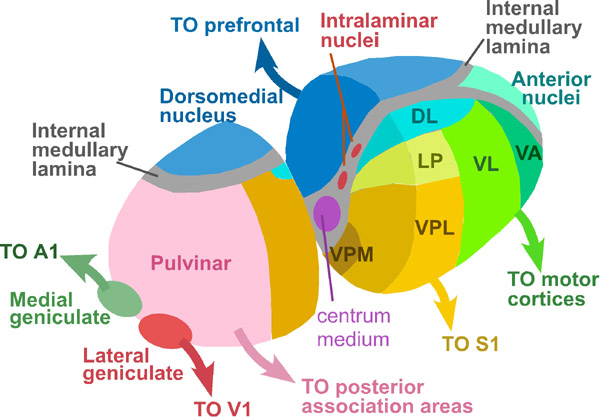 TO prefrontal
Intralaminar
nuclei
Internal
medullary
lamina
Anterior
nuclei
Dorsomedial
nucleus
Internal
medullary
lamina
DL
LP
VL
VA
VPL
VPM
Pulvinar
TO A1
Medial
geniculate
Lateral
geniculate
TO V1
centrum
medium
TO posterior
association areas
TO S1
TO motor
cortices